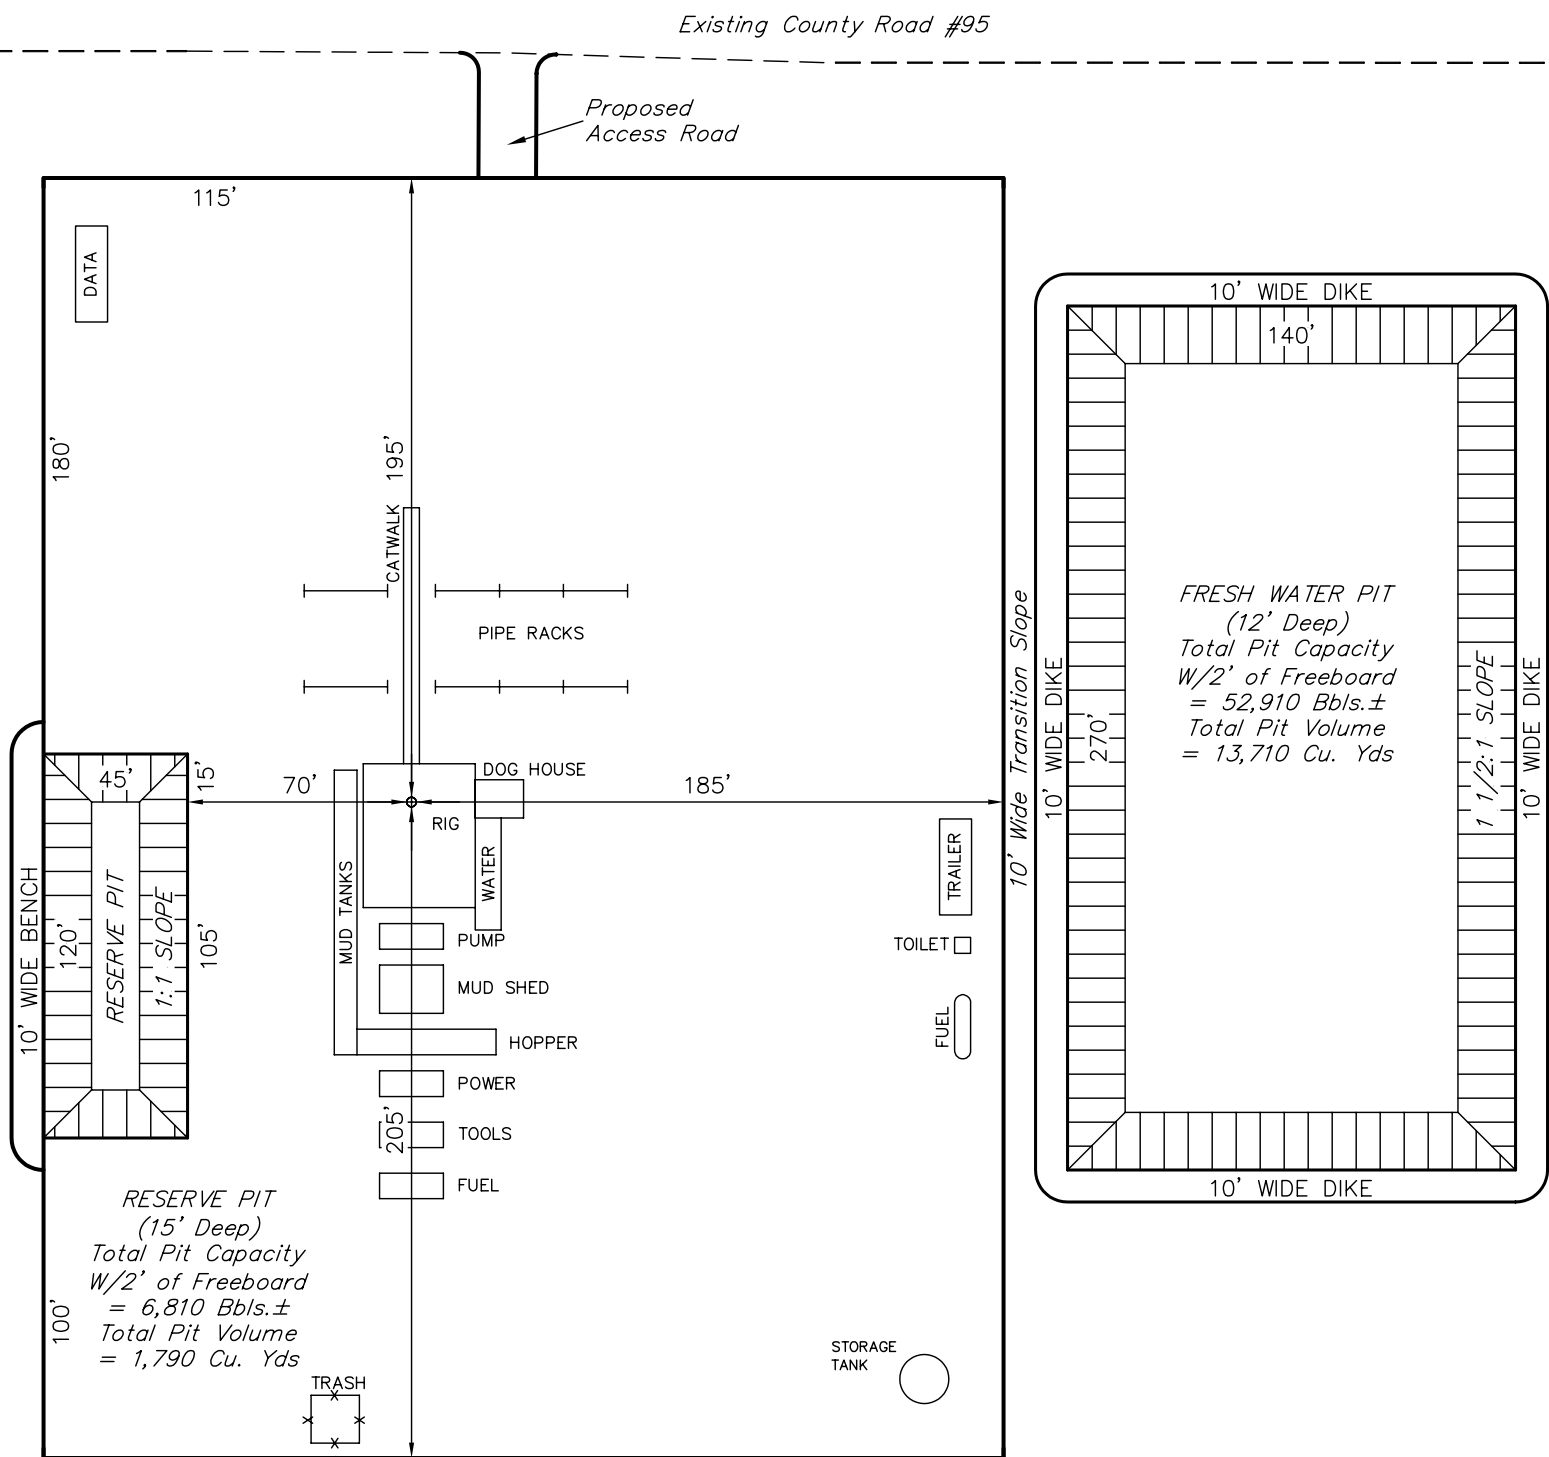 Existing County Road #95
Proposed
Access Road
115'
DATA
180'
195'
CATWALK
PIPE RACKS
10' WIDE DIKE
140'
FRESH WATER PIT
(12' Deep)
Total Pit Capacity
W/2' of Freeboard
= 52,910 Bbls.±
Total Pit Volume
= 13,710 Cu. Yds
10' Wide Transition Slope
10' WIDE DIKE
270'
1 1/2:1 SLOPE
10' WIDE DIKE
10' WIDE DIKE
45'
15'
70'
DOG HOUSE
185'
RIG
WATER
MUD TANKS
TRAILER
10' WIDE BENCH
120'
RESERVE PIT
1:1 SLOPE
105'
PUMP
TOILET
MUD SHED
FUEL
HOPPER
POWER
205'
TOOLS
FUEL
RESERVE PIT
(15' Deep)
Total Pit Capacity
W/2' of Freeboard
= 6,810 Bbls.±
Total Pit Volume
= 1,790 Cu. Yds
100'
TRASH
STORAGE
TANK